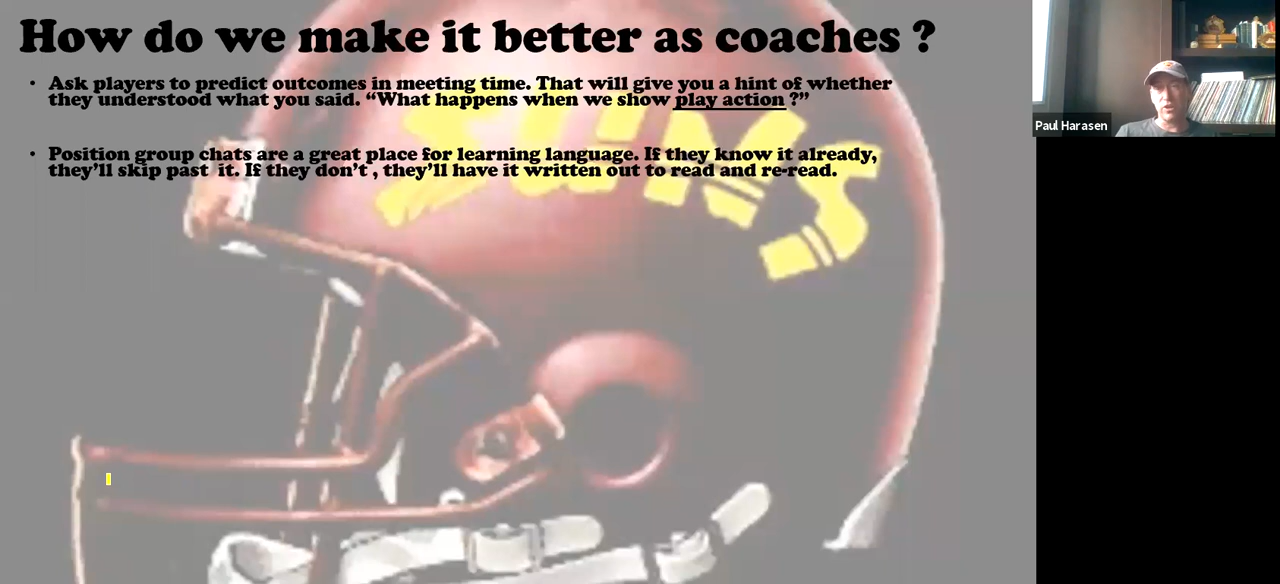 How do we make it better as coaches ?
• Ask players to predict outcomes in meeting time. That will give you a hint of whether
they understood what you said. “What happens when we show play action ?”
• Position group chats are a great place for learning language. If they know it already,
they’ll skip past it. If they don’t , they’ll have it written out to read and re-read.
SUMS
Paul Harasen